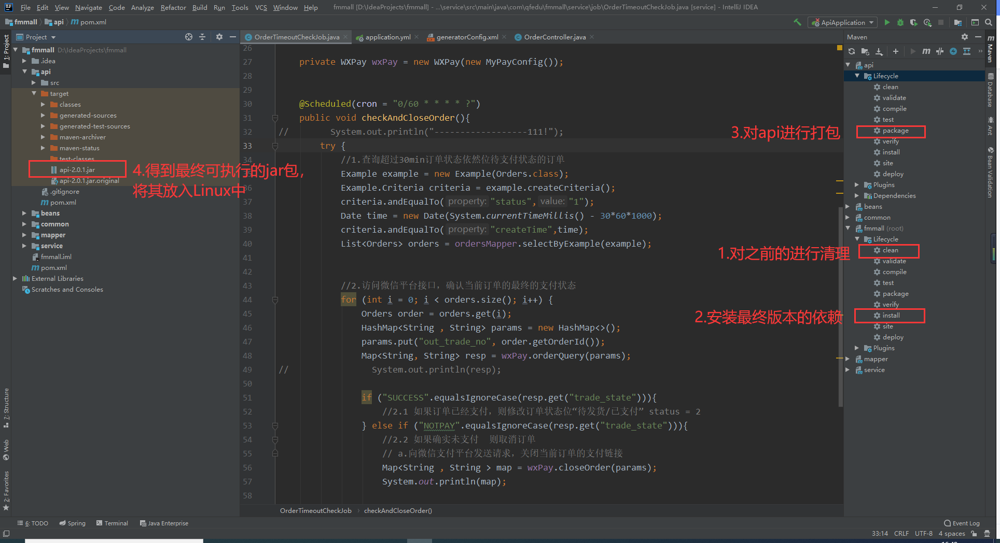 File Edit View Navigate Code Analyze Refactor Build Run Tools VCS Window Help fmmall [D:\IdeaProjects\fmmall] - ...\service\src\main\java\com\qfedu\fmmall\service\job\OrderTimeoutCheckJob.java [service] - IntelliJ IDEA
fmmall api pom.xml ApiApplication
Project
OrderTimeoutCheckJob.java application.yml generatorConfig.xml OrderController.java
Maven
1: Project
7: Structure
Web
2: Favorites
fmmall D:\IdeaProjects\fmmall
.idea
api
src
target
classes
generated-sources
generated-test-sources
maven-archiver
maven-status
test-classes
api-2.0.1.jar
api-2.0.1.jar.original
.gitignore
pom.xml
beans
common
mapper
service
fmmall.iml
pom.xml
External Libraries
Scratches and Consoles
4.得到最终可执行的jar包,
将其放入Linux中
26
27 private WXPay wxPay = new WXPay(new MyPayConfig());
28
29
30 @Scheduled(cron = "0/60 * * * * ?")
31 public void checkAndCloseOrder(){
32 // System.out.println("------------------111!");
33 try {
34 //1.查询超过30min订单状态依然位待支付状态的订单
35 Example example = new Example(Orders.class);
36 Example.Criteria criteria = example.createCriteria();
37 criteria.andEqualTo( property: "status", value: "1");
38 Date time = new Date(System.currentTimeMillis() - 30*60*1000);
39 criteria.andEqualTo( property: "createTime",time);
40 List<Orders> orders = ordersMapper.selectByExample(example);
41
42
43 //2.访问微信平台接口，确认当前订单的最终的支付状态
44 for (int i = 0; i < orders.size(); i++) {
45 Orders order = orders.get(i);
46 HashMap<String , String> params = new HashMap<>();
47 params.put("out_trade_no", order.getOrderId());
48 Map<String, String> resp = wxPay.orderQuery(params);
49 // System.out.println(resp);
50
51 if ("SUCCESS".equalsIgnoreCase(resp.get("trade_state"))){
52 //2.1 如果订单已经支付，则修改订单状态位“待发货/已支付” status = 2
53 } else if ("NOTPAY".equalsIgnoreCase(resp.get("trade_state"))){
54 //2.2 如果确实未支付 则取消订单
55 // a.向微信支付平台发送请求，关闭当前订单的支付链接
56 Map<String , String > map = wxPay.closeOrder(params);
57 System.out.println(map);
58
OrderTimeoutCheckJob checkAndCloseOrder()
3.对api进行打包
1.对之前的进行清理
2.安装最终版本的依赖
api
Lifecycle
clean
validate
compile
test
package
verify
install
site
deploy
Plugins
Dependencies
beans
common
fmmall (root)
Lifecycle
clean
validate
compile
test
package
verify
install
site
deploy
Plugins
mapper
service
Maven
Database
Ant
Bean Validation
6: TODO Spring Terminal Java Enterprise Event Log
33:14 CRLF UTF-8 4 spaces